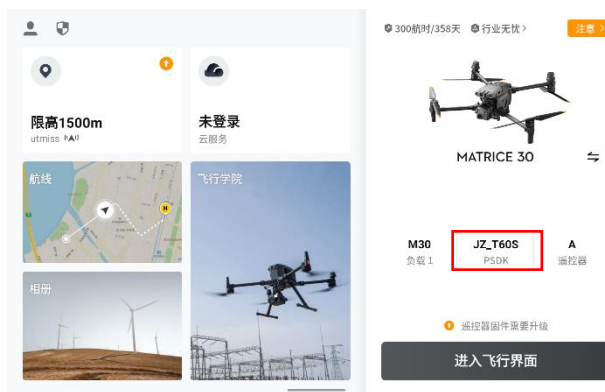 300航时/358天
行业无忧>
注意 >
限高1500m
utmiss
未登录
云服务
航线
H
飞行学院
相册
MATRICE 30
M30
负载 1
JZ_T60S
PSDK
A
遥控器
遥控器固件需要升级
进入飞行界面